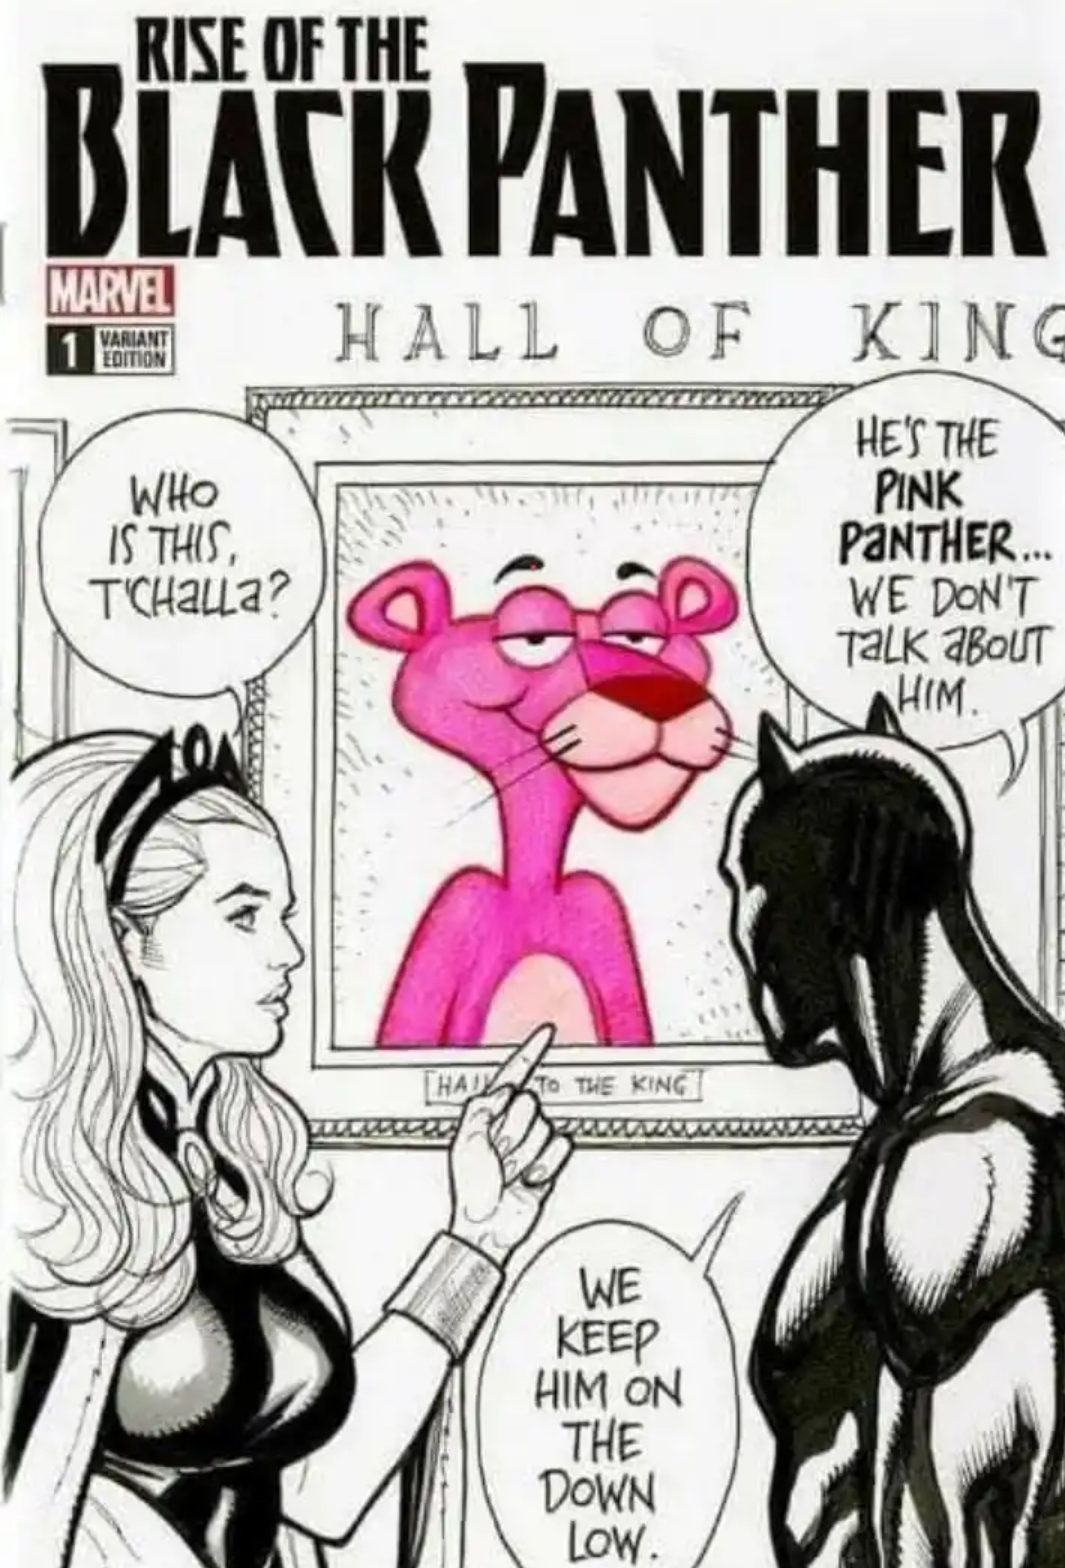 RISE OF THE
BLACK PANTHER
MARVEL
1 VARIANT
EDITION
HALL OF KING
WHO
IS THIS,
T'CHALLA?
HE'S THE
PINK
PANTHER...
WE DON'T
TALK ABOUT
HIM.
HAIL TO THE KING
WE
KEEP
HIM ON
THE
DOWN
LOW.